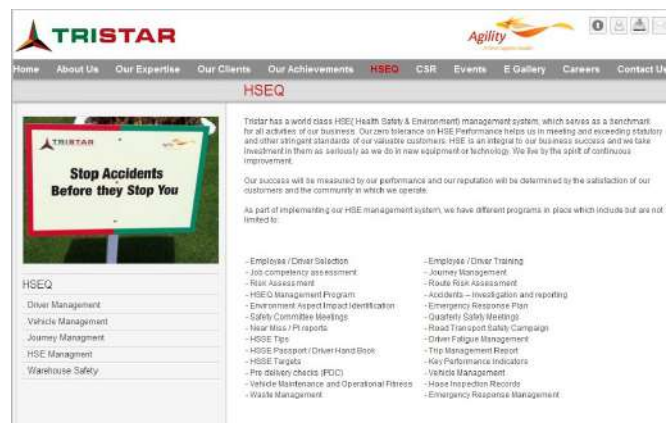 TRISTAR
Agility
Home About Us Our Expertise Our Clients Our Achievements HSEQ CSR Events E Gallery Careers Contact Us
HSEQ
TRISTAR
Stop Accidents
Before they Stop You
Tristar has a world class HSE( Health Safety & Environment) management system, which serves as a benchmark
for all activities of our business. Our zero tolerance on HSE Performance helps us in meeting and exceeding statutory
and other stringent standards of our valuable customers. HSE is an integral to our business success and we take
investment in them as seriously as we do in new equipment or technology. We live by the spirit of continuous
improvement.
Our success will be measured by our performance and our reputation will be determined by the satisfaction of our
customers and the community in which we operate.
As part of implementing our HSE management system, we have different programs in place which include but are not
limited to:
HSEQ
Driver Management
Vehicle Management
Journey Managment
HSE Managment
Warehouse Safety
- Employee / Driver Selection
- Job competency assessment
- Risk Assessment
- HSEQ Management Program
- Environment Aspect Impact Identification
- Safety Committee Meetings
- Near Miss / PI reports
- HSSE Tips
- HSSE Passport / Driver Hand Book
- HSSE Targets
- Pre delivery checks (PDC)
- Vehicle Maintenance and Operational Fitness
- Waste Management
- Employee / Driver Training
- Journey Management
- Route Risk Assessment
- Accidents – Investigation and reporting
- Emergency Response Plan
- Quarterly Safety Meetings
- Road Transport Safety Campaign
- Driver Fatigue Management
- Trip Management Report
- Key Performance Indicators
- Vehicle Management
- Hose Inspection Records
- Emergency Response Management